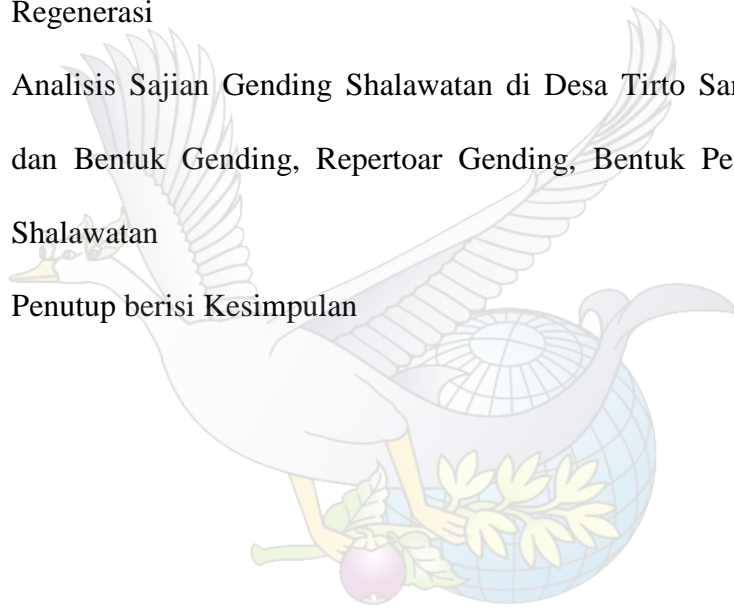 Regenerasi
Analisis Sajian Gending Shalawatan di Desa Tirto
dan Bentuk Gending, Repertoar Gending, Bentuk
Shalawatan
Penutup berisi Kesimpulan